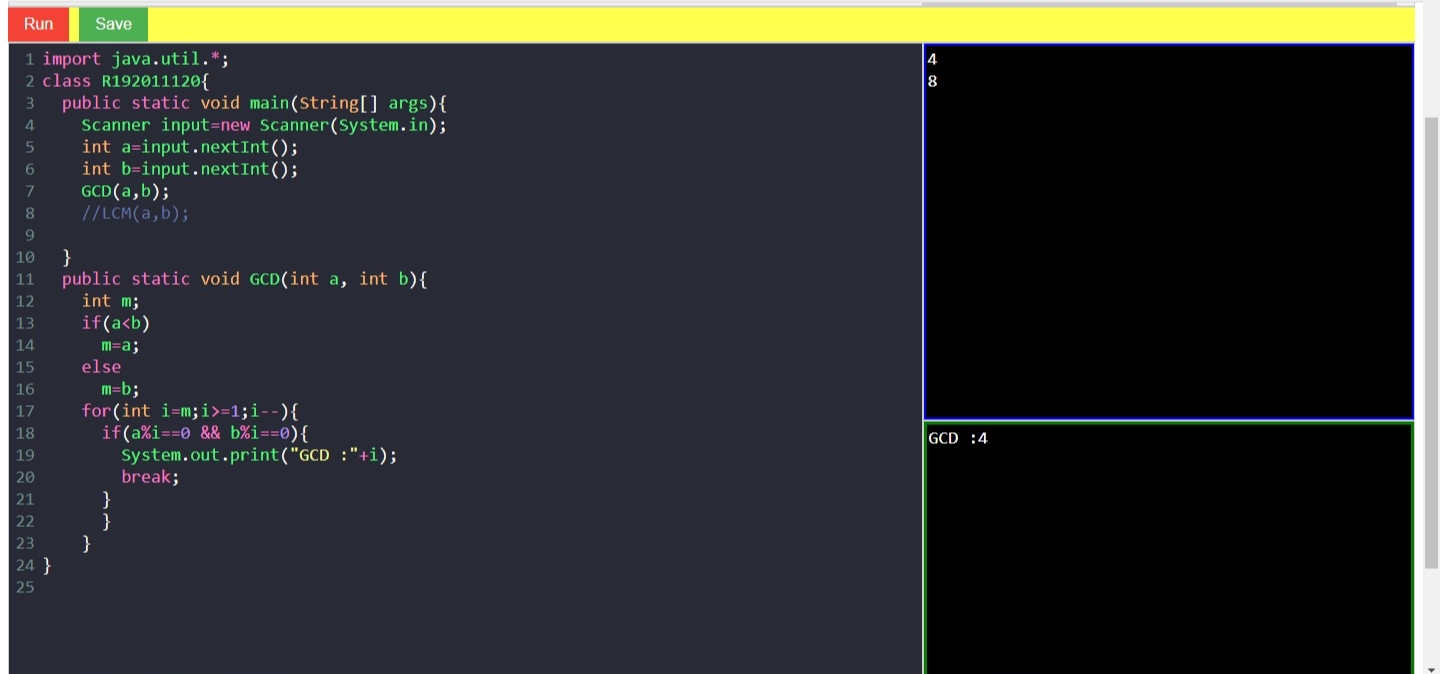 Run Save
1 import java.util.*;
2 class R192011120{
3   public static void main(String[] args){
4     Scanner input=new Scanner(System.in);
5     int a=input.nextInt();
6     int b=input.nextInt();
7     GCD(a,b);
8     //LCM(a,b);
9
10   }
11   public static void GCD(int a, int b){
12     int m;
13     if(a<b)
14       m=a;
15     else
16       m=b;
17     for(int i=m;i>=1;i--){
18       if(a%i==0 && b%i==0){
19         System.out.print("GCD :"+i);
20         break;
21       }
22       }
23     }
24 }
25
4
8
GCD :4